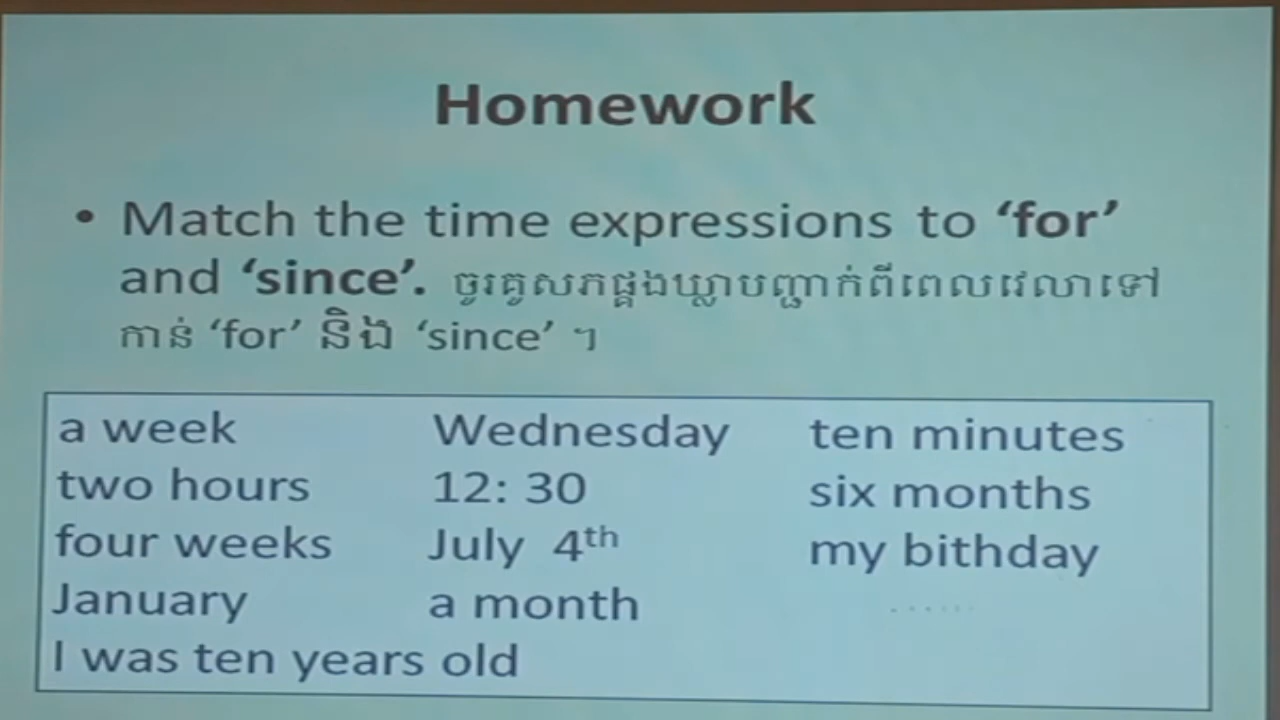 Homework
• Match the time expressions to ‘for’
and ‘since’. ចូរគូសភ្ជាប់ឃ្លាបញ្ជាក់ពីពេលវេលាទៅ
កាន់ ‘for’ និង ‘since’ ។
a week Wednesday ten minutes
two hours 12: 30 six months
four weeks July 4th my bithday
January a month ......
I was ten years old